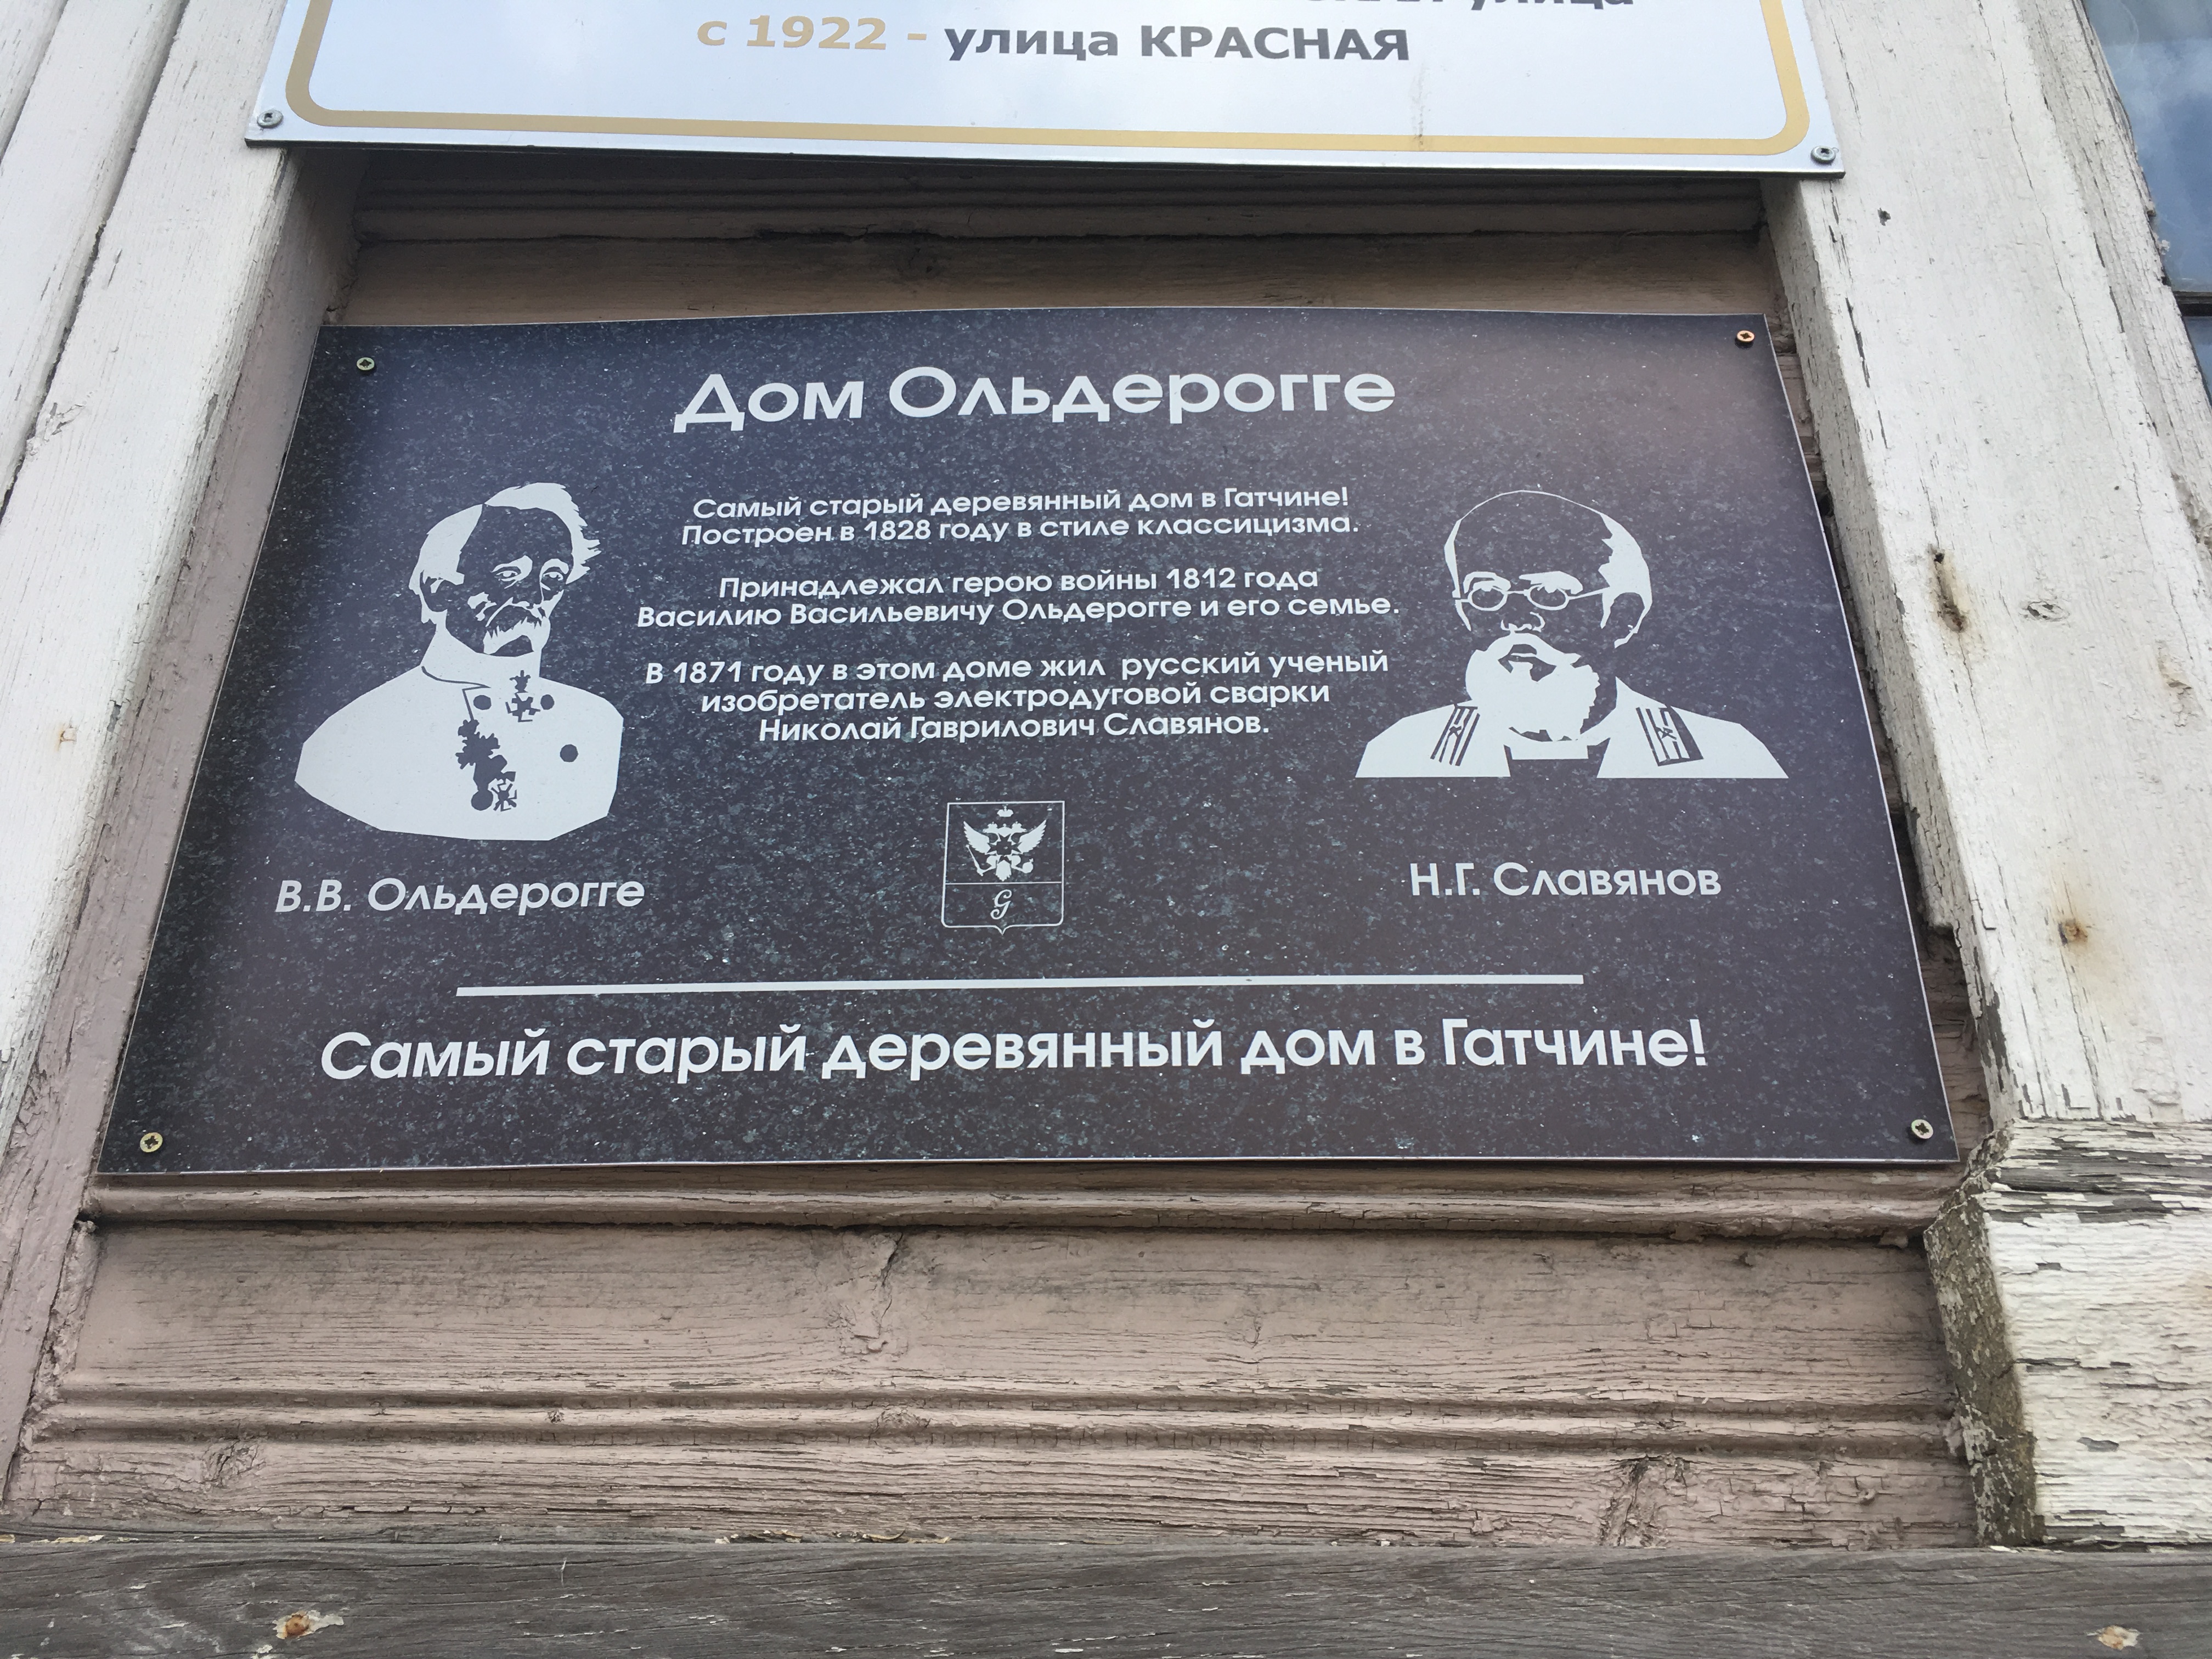 улица
с 1922 - улица КРАСНАЯ
Дом Ольдерогге
Самый старый деревянный дом в Гатчине!
Построен в 1828 году в стиле классицизма.
Принадлежал герою войны 1812 года
Василию Васильевичу Ольдерогге и его семье.
В 1871 году в этом доме жил русский ученый
изобретатель электродуговой сварки
Николай Гаврилович Славянов.
В.В. Ольдерогге
G
Н.Г. Славянов
Самый старый деревянный дом в Гатчине!